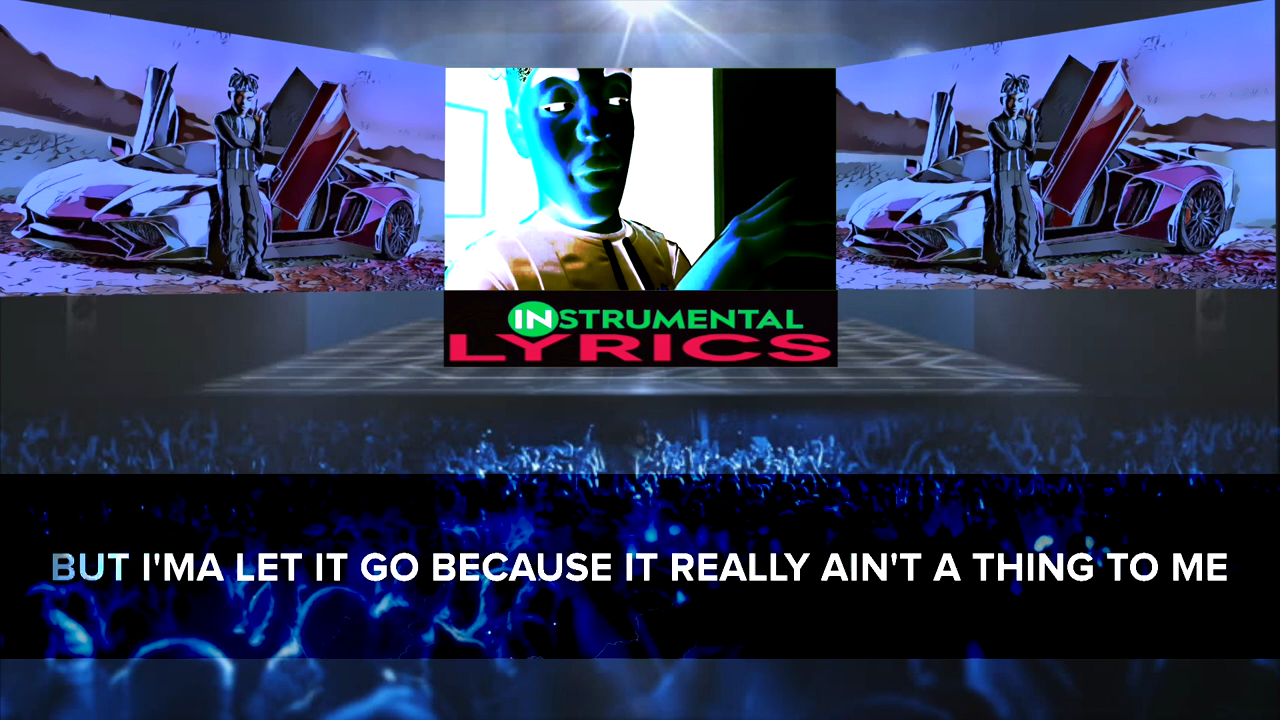 INSTRUMENTAL
LYRICS
BUT I'MA LET IT GO BECAUSE IT REALLY AIN'T A THING TO ME